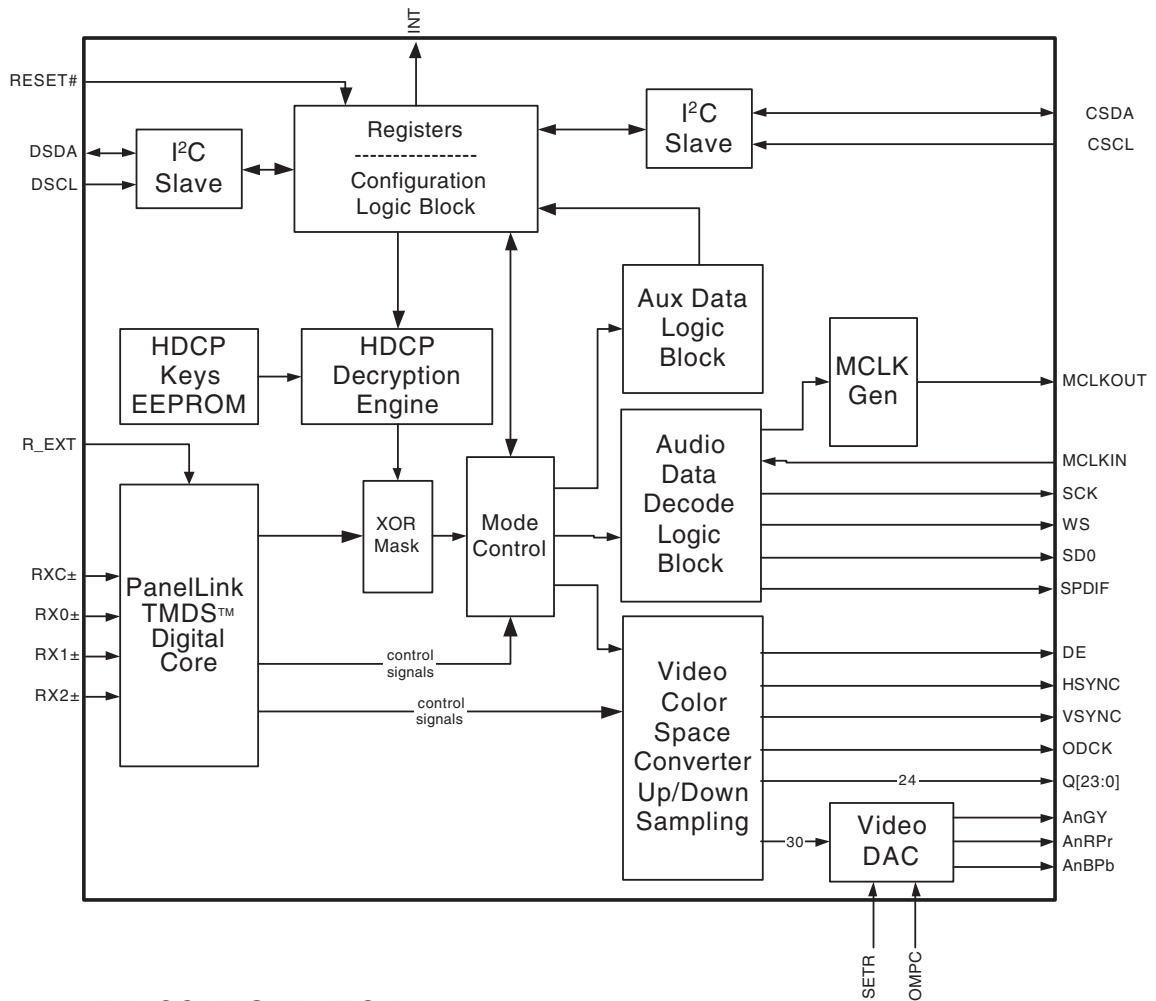 INT
RESET#
DSDA
DSCL
I²C
Slave
Registers
----------------
Configuration
Logic Block
I²C
Slave
CSDA
CSCL
Aux Data
Logic
Block
HDCP
Keys
EEPROM
HDCP
Decryption
Engine
MCLK
Gen
MCLKOUT
R_EXT
Audio
Data
Decode
Logic
Block
MCLKIN
SCK
WS
SD0
SPDIF
XOR
Mask
Mode
Control
RXC±
RX0±
RX1±
RX2±
PanelLink
TMDS™
Digital
Core
control
signals
control
signals
Video
Color
Space
Converter
Up/Down
Sampling
DE
HSYNC
VSYNC
ODCK
24
Q[23:0]
30
Video
DAC
AnGY
AnRPr
AnBPb
SETR
OMPC